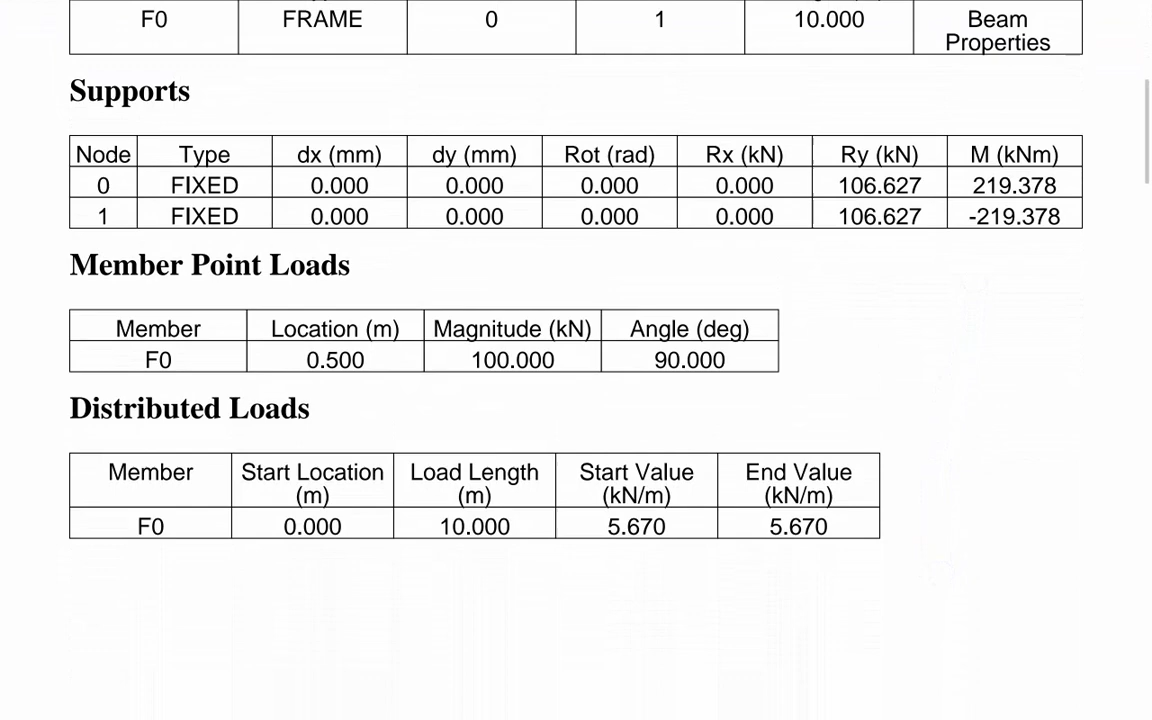 F0 FRAME 0 1 10.000 Beam
Properties
Supports
Node Type dx (mm) dy (mm) Rot (rad) Rx (kN) Ry (kN) M (kNm)
0 FIXED 0.000 0.000 0.000 0.000 106.627 219.378
1 FIXED 0.000 0.000 0.000 0.000 106.627 -219.378
Member Point Loads
Member Location (m) Magnitude (kN) Angle (deg)
F0 0.500 100.000 90.000
Distributed Loads
Member Start Location Load Length Start Value End Value
(m) (m) (kN/m) (kN/m)
F0 0.000 10.000 5.670 5.670